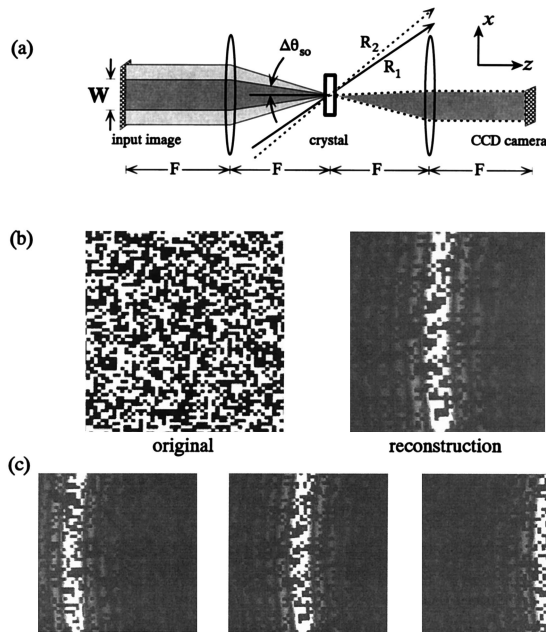 (a)
Δθso
R2
R1
x
z
W
input image
crystal
CCD camera
F F F F
(b)
original
reconstruction
(c)